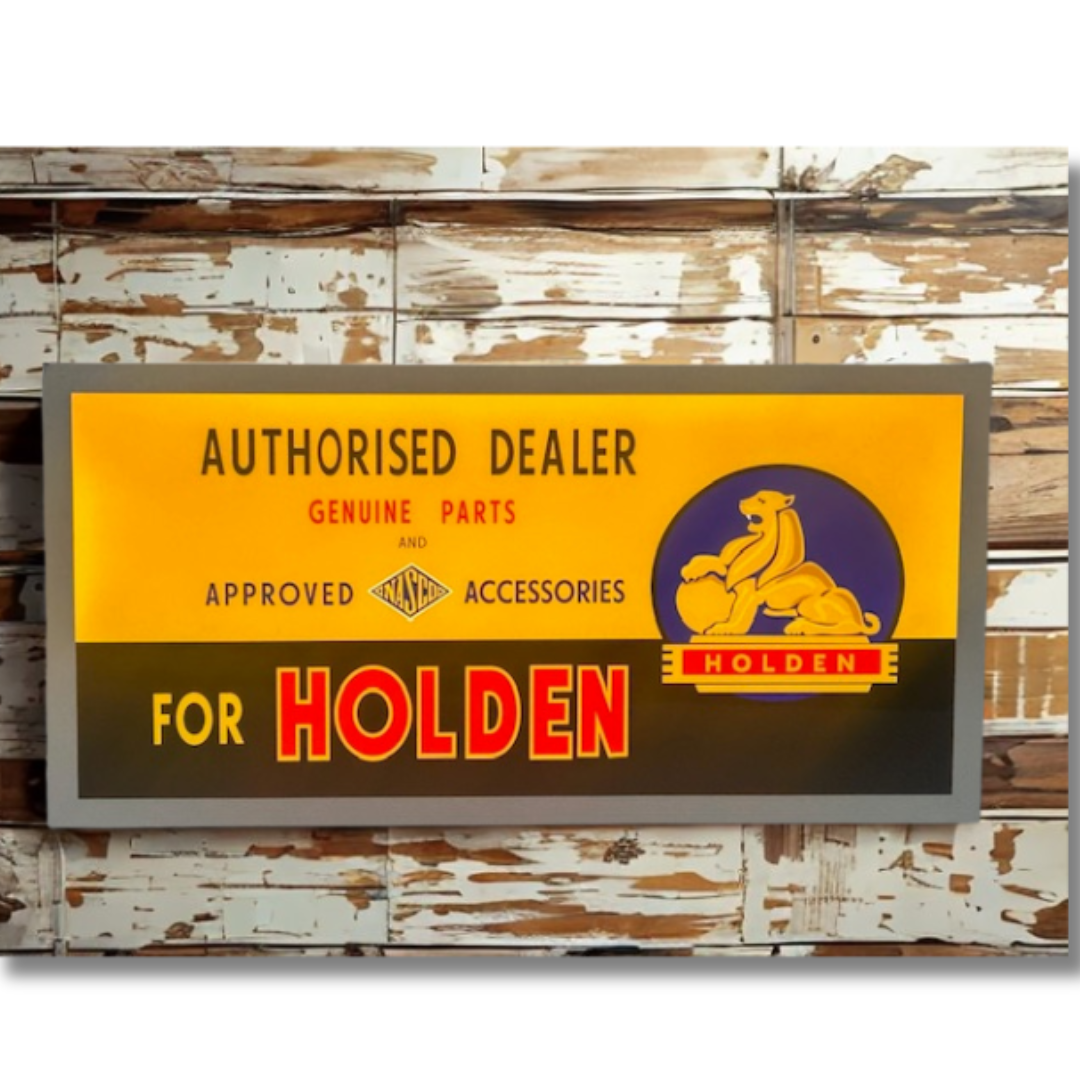 AUTHORISED DEALER
GENUINE PARTS
AND
APPROVED NASCO ACCESSORIES
FOR HOLDEN
HOLDEN